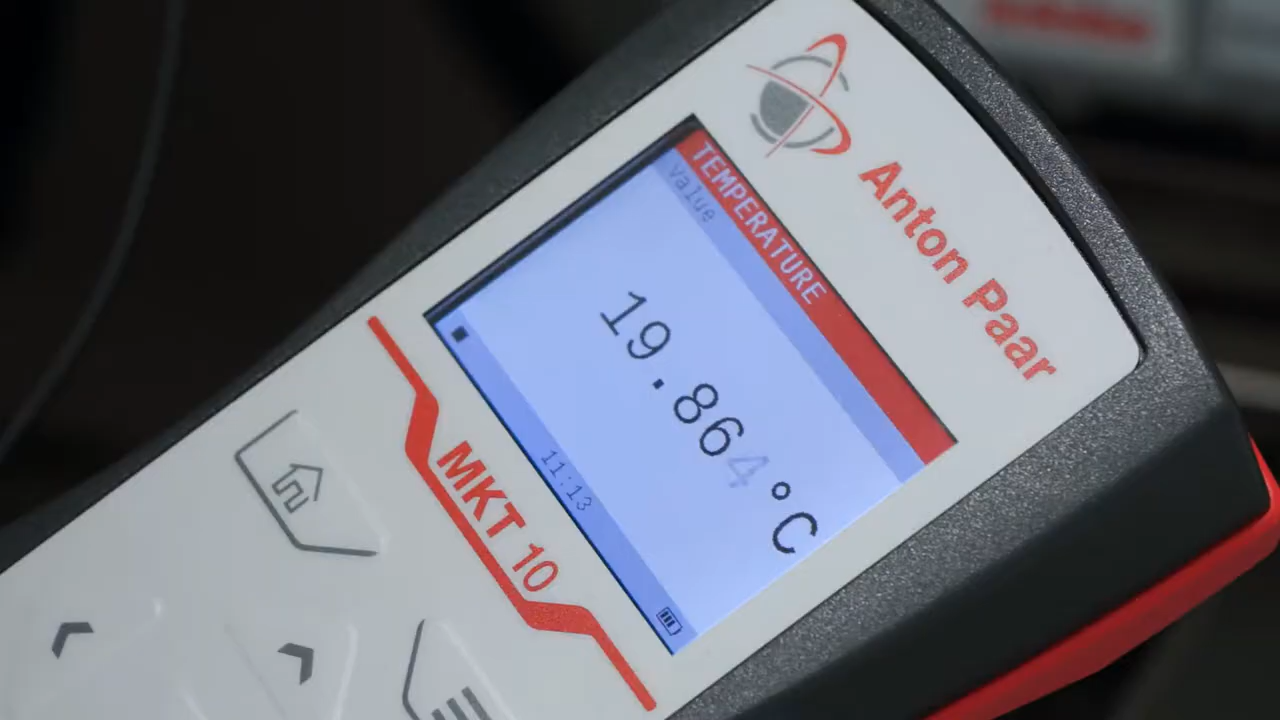 Anton Paar
TEMPERATURE
value
19.864 °C
11:13
MKT 10